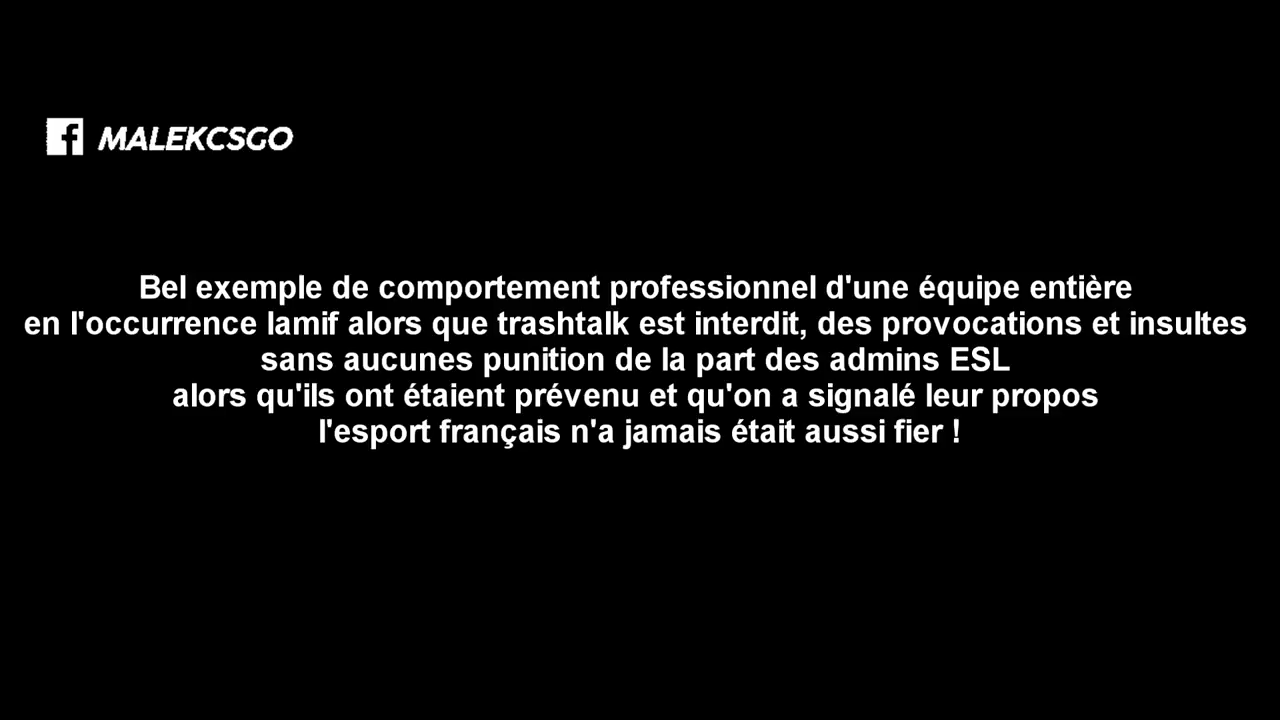 MALEKCSGO
Bel exemple de comportement professionnel d'une équipe entière
en l'occurrence lamif alors que trashtalk est interdit, des provocations et insultes
sans aucunes punition de la part des admins ESL
alors qu'ils ont étaient prévenu et qu'on a signalé leur propos
l'esport français n'a jamais était aussi fier !